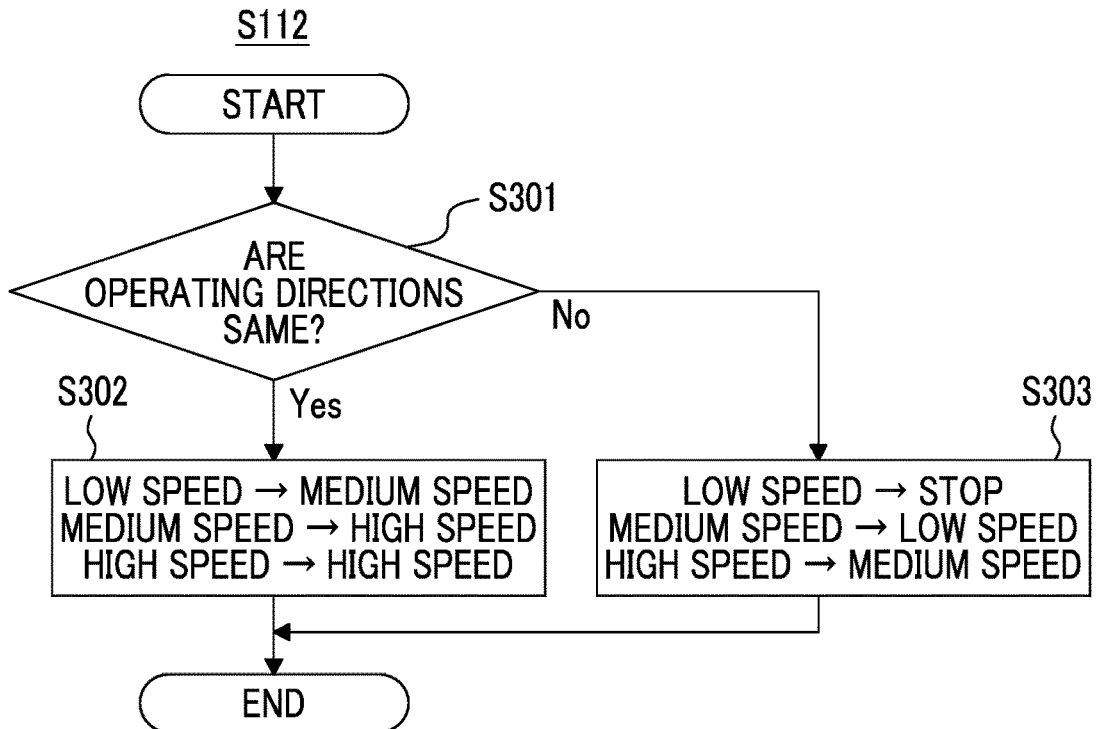 S112
START
S301
ARE
OPERATING DIRECTIONS
SAME?
No
Yes
S302
LOW SPEED → MEDIUM SPEED
MEDIUM SPEED → HIGH SPEED
HIGH SPEED → HIGH SPEED
S303
LOW SPEED → STOP
MEDIUM SPEED → LOW SPEED
HIGH SPEED → MEDIUM SPEED
END